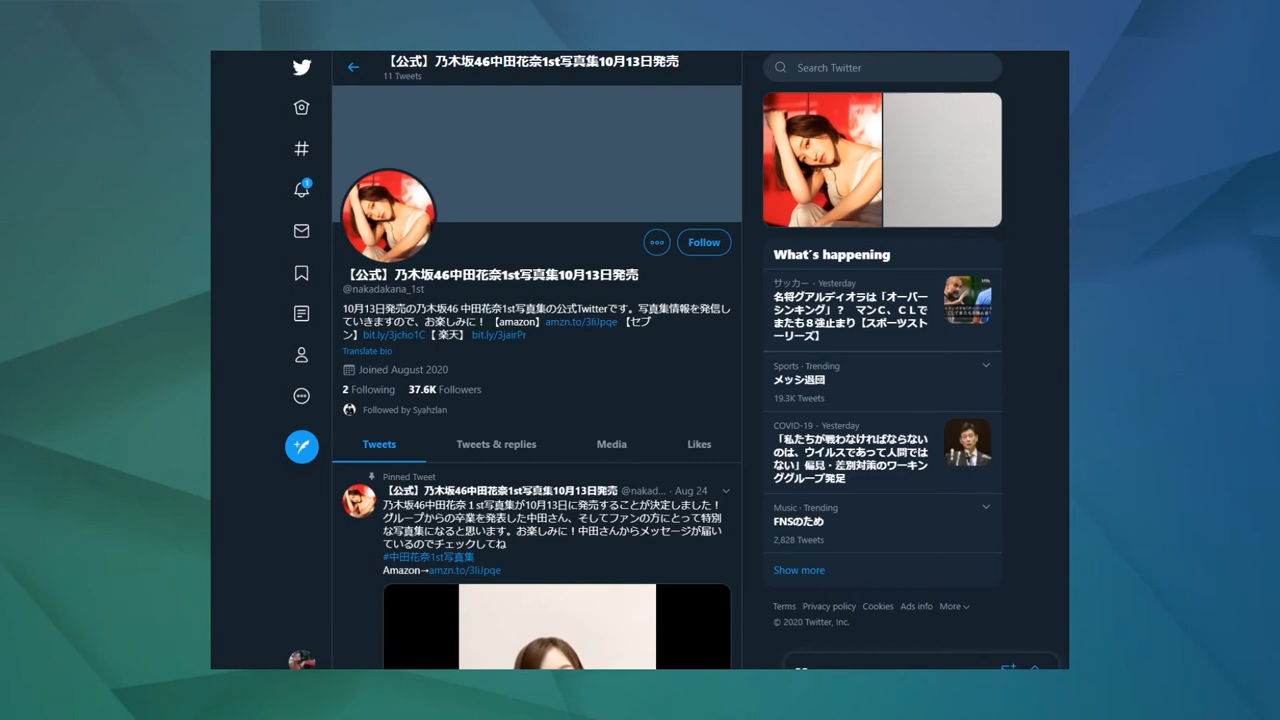 【公式】乃木坂46中田花奈1st写真集10月13日発売
11 Tweets
Follow
【公式】乃木坂46中田花奈1st写真集10月13日発売
@nakadakana_1st
10月13日発売の乃木坂46 中田花奈1st写真集の公式Twitterです。写真集情報を発信し
ていきますので、お楽しみに！ 【amazon】amzn.to/3liJpqe 【セブ
ン】bit.ly/3jcho1C【 楽天】 bit.ly/3jairPr
Translate bio
Joined August 2020
2 Following 37.6K Followers
Followed by Syahzlan
Tweets Tweets & replies Media Likes
Pinned Tweet
【公式】乃木坂46中田花奈1st写真集10月13日発売 @nakad... · Aug 24
乃木坂46中田花奈１st写真集が10月13日に発売することが決定しました！
グループからの卒業を発表した中田さん、そしてファンの方にとって特別
な写真集になると思います。お楽しみに！中田さんからメッセージが届い
ているのでチェックしてね
#中田花奈1st写真集
Amazon→amzn.to/3liJpqe
1
Search Twitter
What's happening
サッカー · Yesterday
名将グアルディオラは「オーバー
シンキング」？ マンＣ、ＣＬで
またも８強止まり【スポーツスト
ーリーズ】
Sports · Trending
メッシ退団
19.3K Tweets
COVID-19 · Yesterday
「私たちが戦わなければならない
のは、ウイルスであって人間では
ない」偏見・差別対策のワーキン
ググループ発足
Music · Trending
FNSのため
2,828 Tweets
Show more
Terms Privacy policy Cookies Ads info More
© 2020 Twitter, Inc.